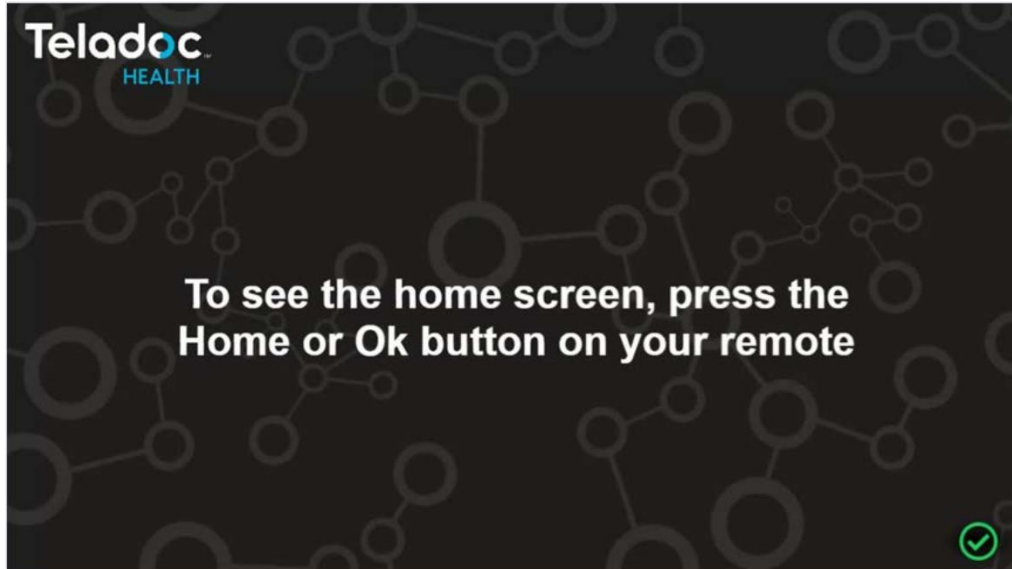 Teladoc
HEALTH
To see the home screen, press the
Home or Ok button on your remote